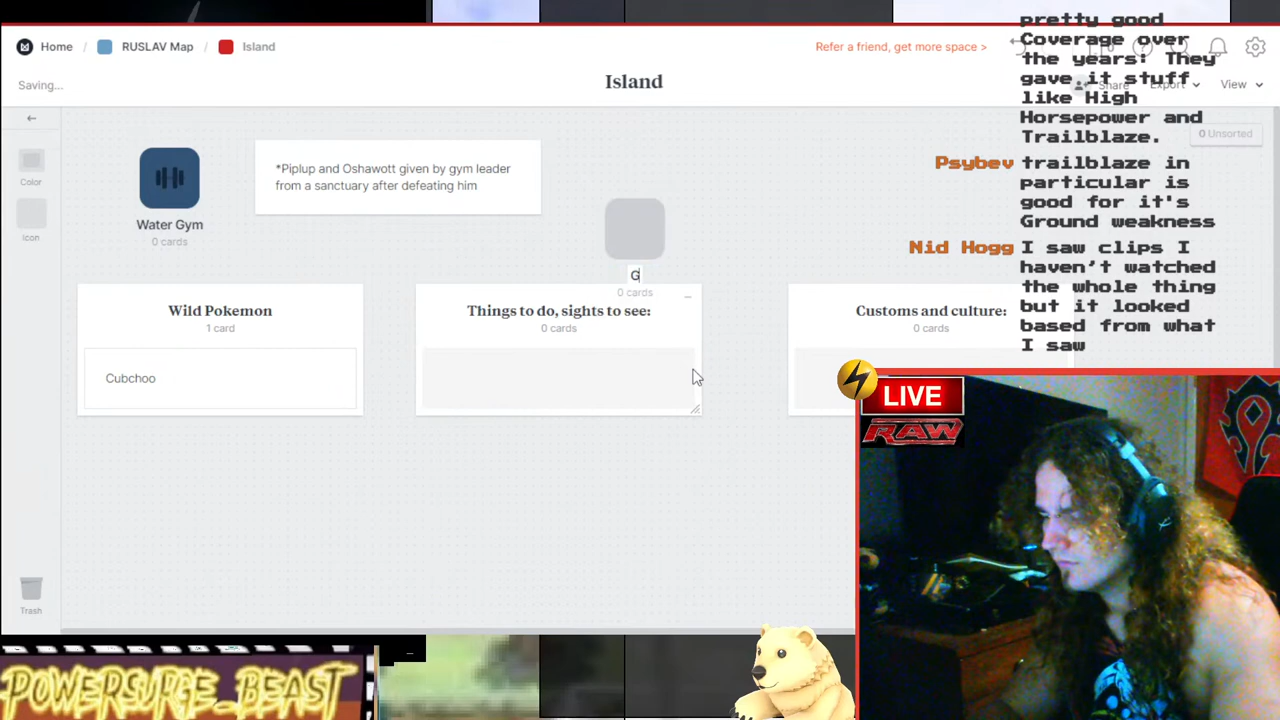 Home / RUSLAV Map / Island
Refer a friend, get more space >
Saving...
Island
Share
Export
View
0 Unsorted
Color
Icon
Trash
Water Gym
0 cards
*Piplup and Oshawott given by gym leader
from a sanctuary after defeating him
G
0 cards
Wild Pokemon
1 card
Cubchoo
Things to do, sights to see:
0 cards
Customs and culture:
pretty good
Coverage over
the years: They
gave it stuff
like High
Horsepower and
Trailblaze.
Psybev trailblaze in
particular is
good for it's
Ground weakness
Nid Hogg I saw clips I
haven't watched
the whole thing
but it looked
based from what
I saw
LIVE
RAW
POWERSURGE_BEAST